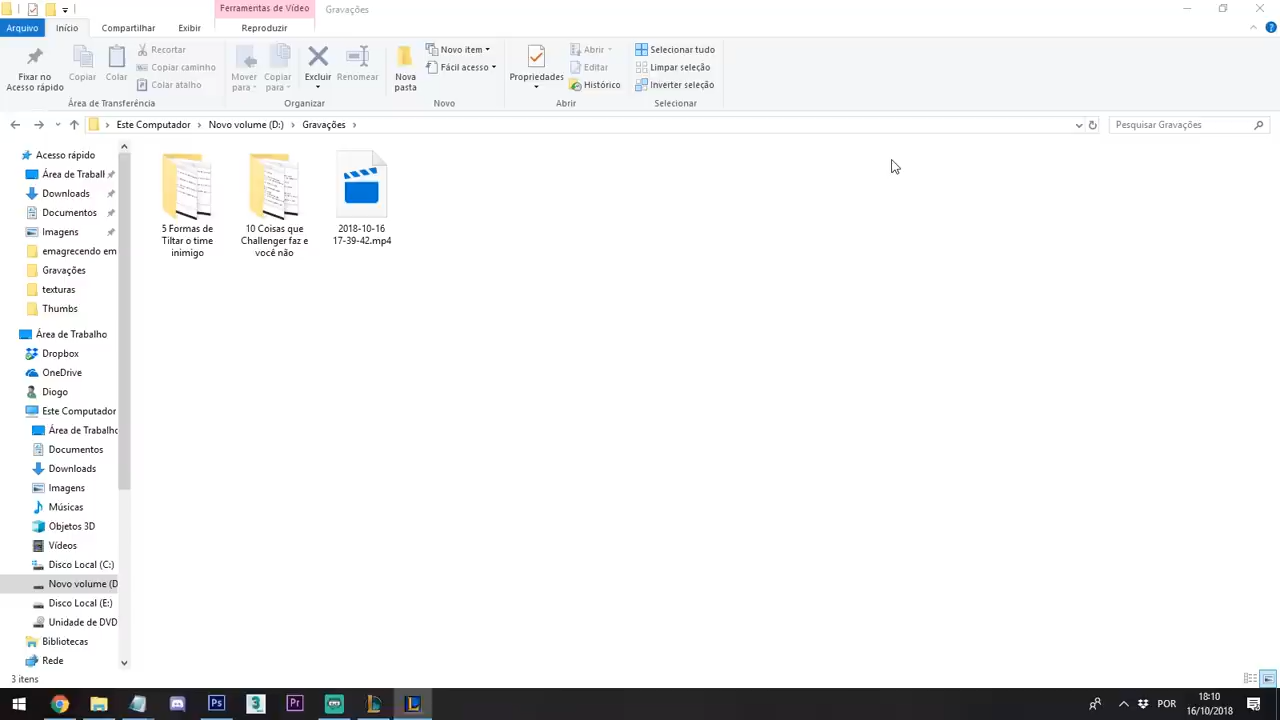 Ferramentas de Vídeo
Gravações
Arquivo
Início
Compartilhar
Exibir
Reproduzir
Fixar no
Acesso rápido
Copiar
Colar
Recortar
Copiar caminho
Colar atalho
Área de Transferência
Mover
para
Copiar
para
Excluir
Renomear
Organizar
Nova
pasta
Novo item
Fácil acesso
Novo
Propriedades
Abrir
Editar
Histórico
Abrir
Selecionar tudo
Limpar seleção
Inverter seleção
Selecionar
Este Computador
Novo volume (D:)
Gravações
Pesquisar Gravações
Acesso rápido
Área de Traball
Downloads
Documentos
Imagens
emagrecendo em
Gravações
texturas
Thumbs
Área de Trabalho
Dropbox
OneDrive
Diogo
Este Computador
Área de Trabalho
Documentos
Downloads
Imagens
Músicas
Objetos 3D
Vídeos
Disco Local (C:)
Novo volume (D
Disco Local (E:)
Unidade de DVD
Bibliotecas
Rede
5 Formas de
Tiltar o time
inimigo
10 Coisas que
Challenger faz e
você não
2018-10-16
17-39-42.mp4
3 itens
Ps
3
Pr
L
POR
18:10
16/10/2018